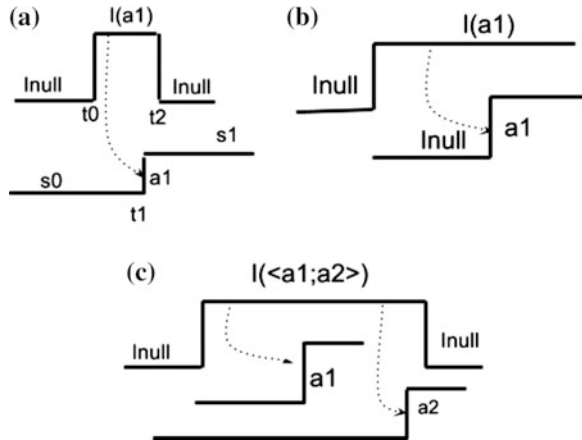 (a)
I(a1)
Inull
Inull
t0
t2
s1
s0
a1
t1
(b)
I(a1)
Inull
Inull
a1
(c)
I(<a1;a2>)
Inull
Inull
a1
a2